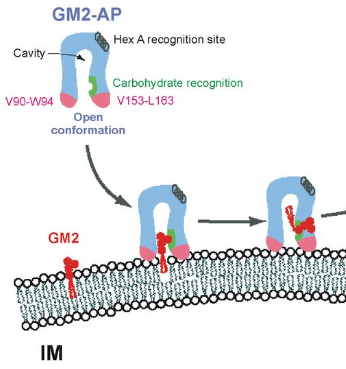 GM2-AP
Hex A recognition site
Cavity
Carbohydrate recognition
V90-W94
V153-L163
Open
conformation
GM2
IM